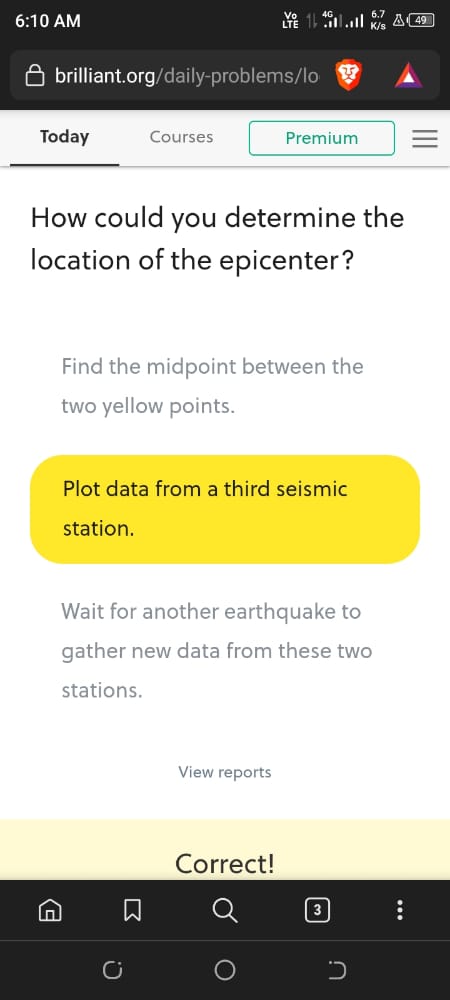 6:10 AM Vo LTE 4G 6.7 K/s 49
brilliant.org/daily-problems/lo
Today Courses Premium
How could you determine the
location of the epicenter?
Find the midpoint between the
two yellow points.
Plot data from a third seismic
station.
Wait for another earthquake to
gather new data from these two
stations.
View reports
Correct!
3